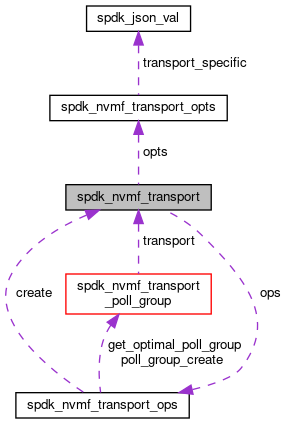 spdk_json_val
transport_specific
spdk_nvmf_transport_opts
opts
spdk_nvmf_transport
transport
create
spdk_nvmf_transport
_poll_group
ops
get_optimal_poll_group
poll_group_create
spdk_nvmf_transport_ops